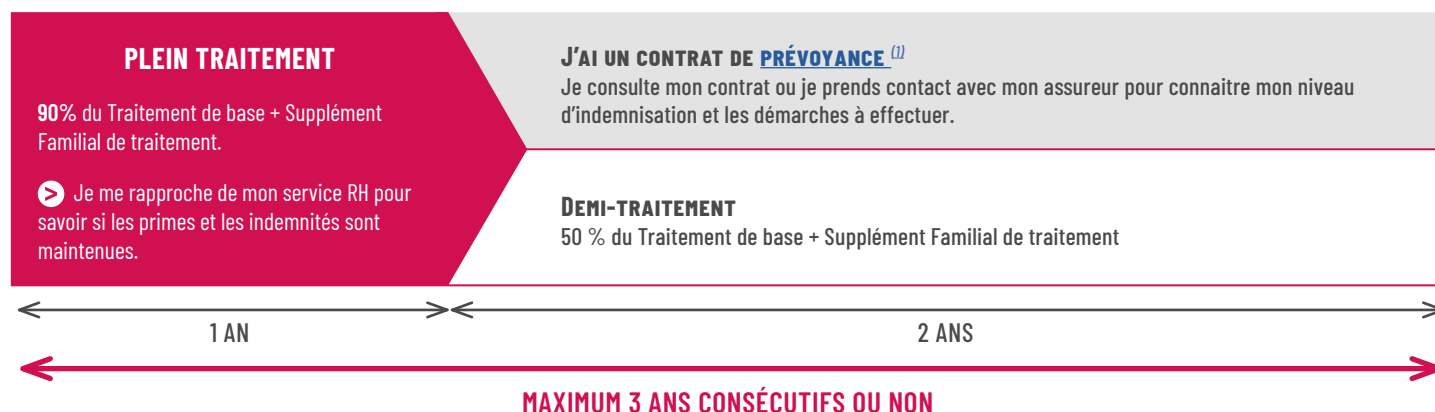 PLEIN TRAITEMENT
90% du Traitement de base + Supplément
Familial de traitement.
> Je me rapproche de mon service RH pour
savoir si les primes et les indemnités sont
maintenues.
J'AI UN CONTRAT DE PRÉVOYANCE (1)
Je consulte mon contrat ou je prends contact avec mon assureur pour connaitre mon niveau
d'indemnisation et les démarches à effectuer.
DEMI-TRAITEMENT
50 % du Traitement de base + Supplément Familial de traitement
1 AN
2 ANS
MAXIMUM 3 ANS CONSÉCUTIFS OU NON